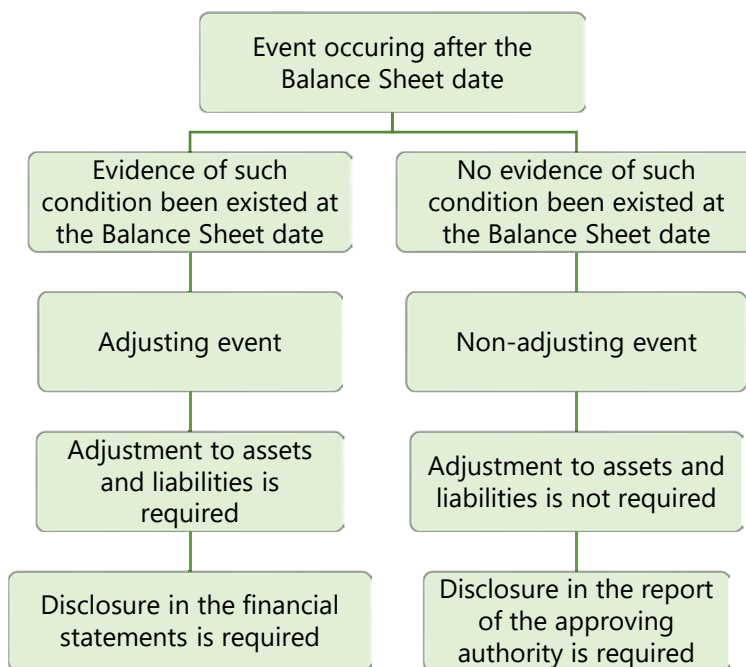 Event occuring after the
Balance Sheet date
Evidence of such
condition been existed at
the Balance Sheet date
No evidence of such
condition been existed at
the Balance Sheet date
Adjusting event
Non-adjusting event
Adjustment to assets
and liabilities is
required
Adjustment to assets and
liabilities is not required
Disclosure in the financial
statements is required
Disclosure in the report
of the approving
authority is required